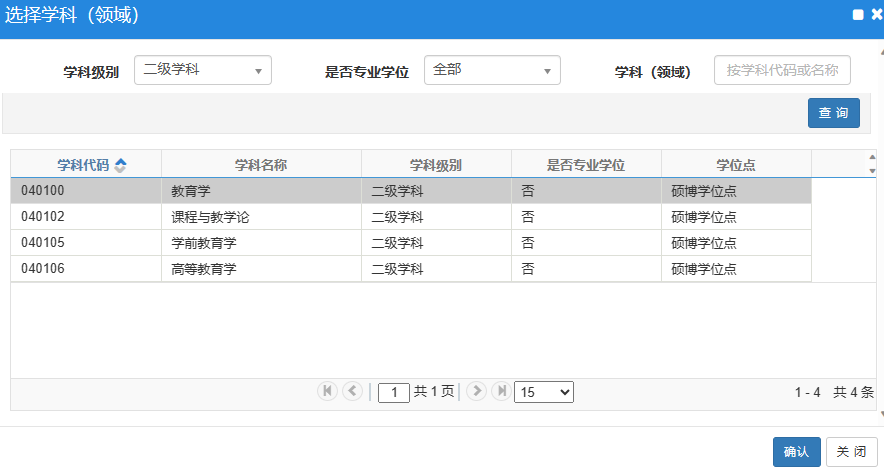 选择学科（领域）
学科级别 二级学科 是否专业学位 全部 学科（领域） 按学科代码或名称
查 询
学科代码 学科名称 学科级别 是否专业学位 学位点
040100 教育学 二级学科 否 硕博学位点
040102 课程与教学论 二级学科 否 硕博学位点
040105 学前教育学 二级学科 否 硕博学位点
040106 高等教育学 二级学科 否 硕博学位点
1 共 1 页 15 1 - 4 共 4 条
确认 关 闭